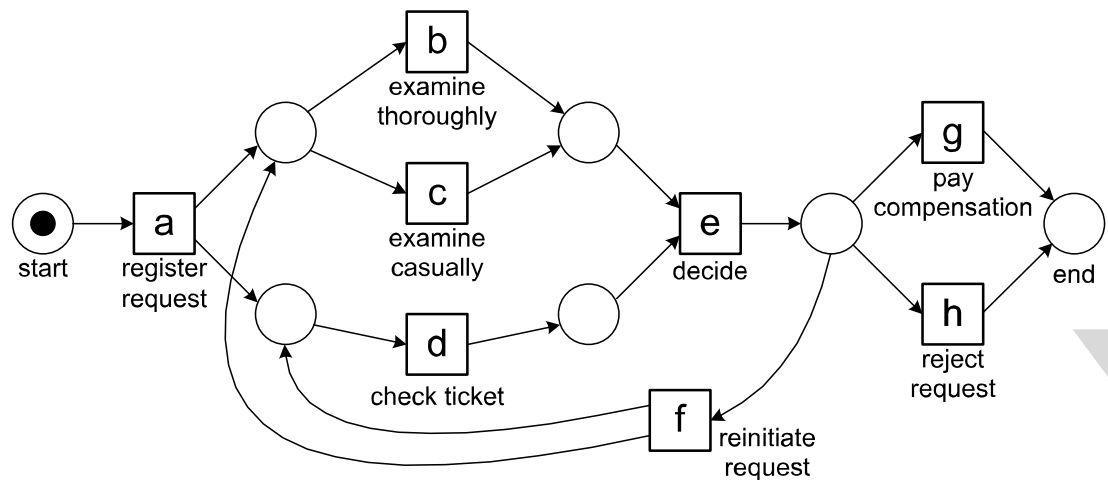 b
examine
thoroughly
g
pay
compensation
c
examine
casually
start
a
register
request
e
decide
end
d
check ticket
h
reject
request
f
reinitiate
request